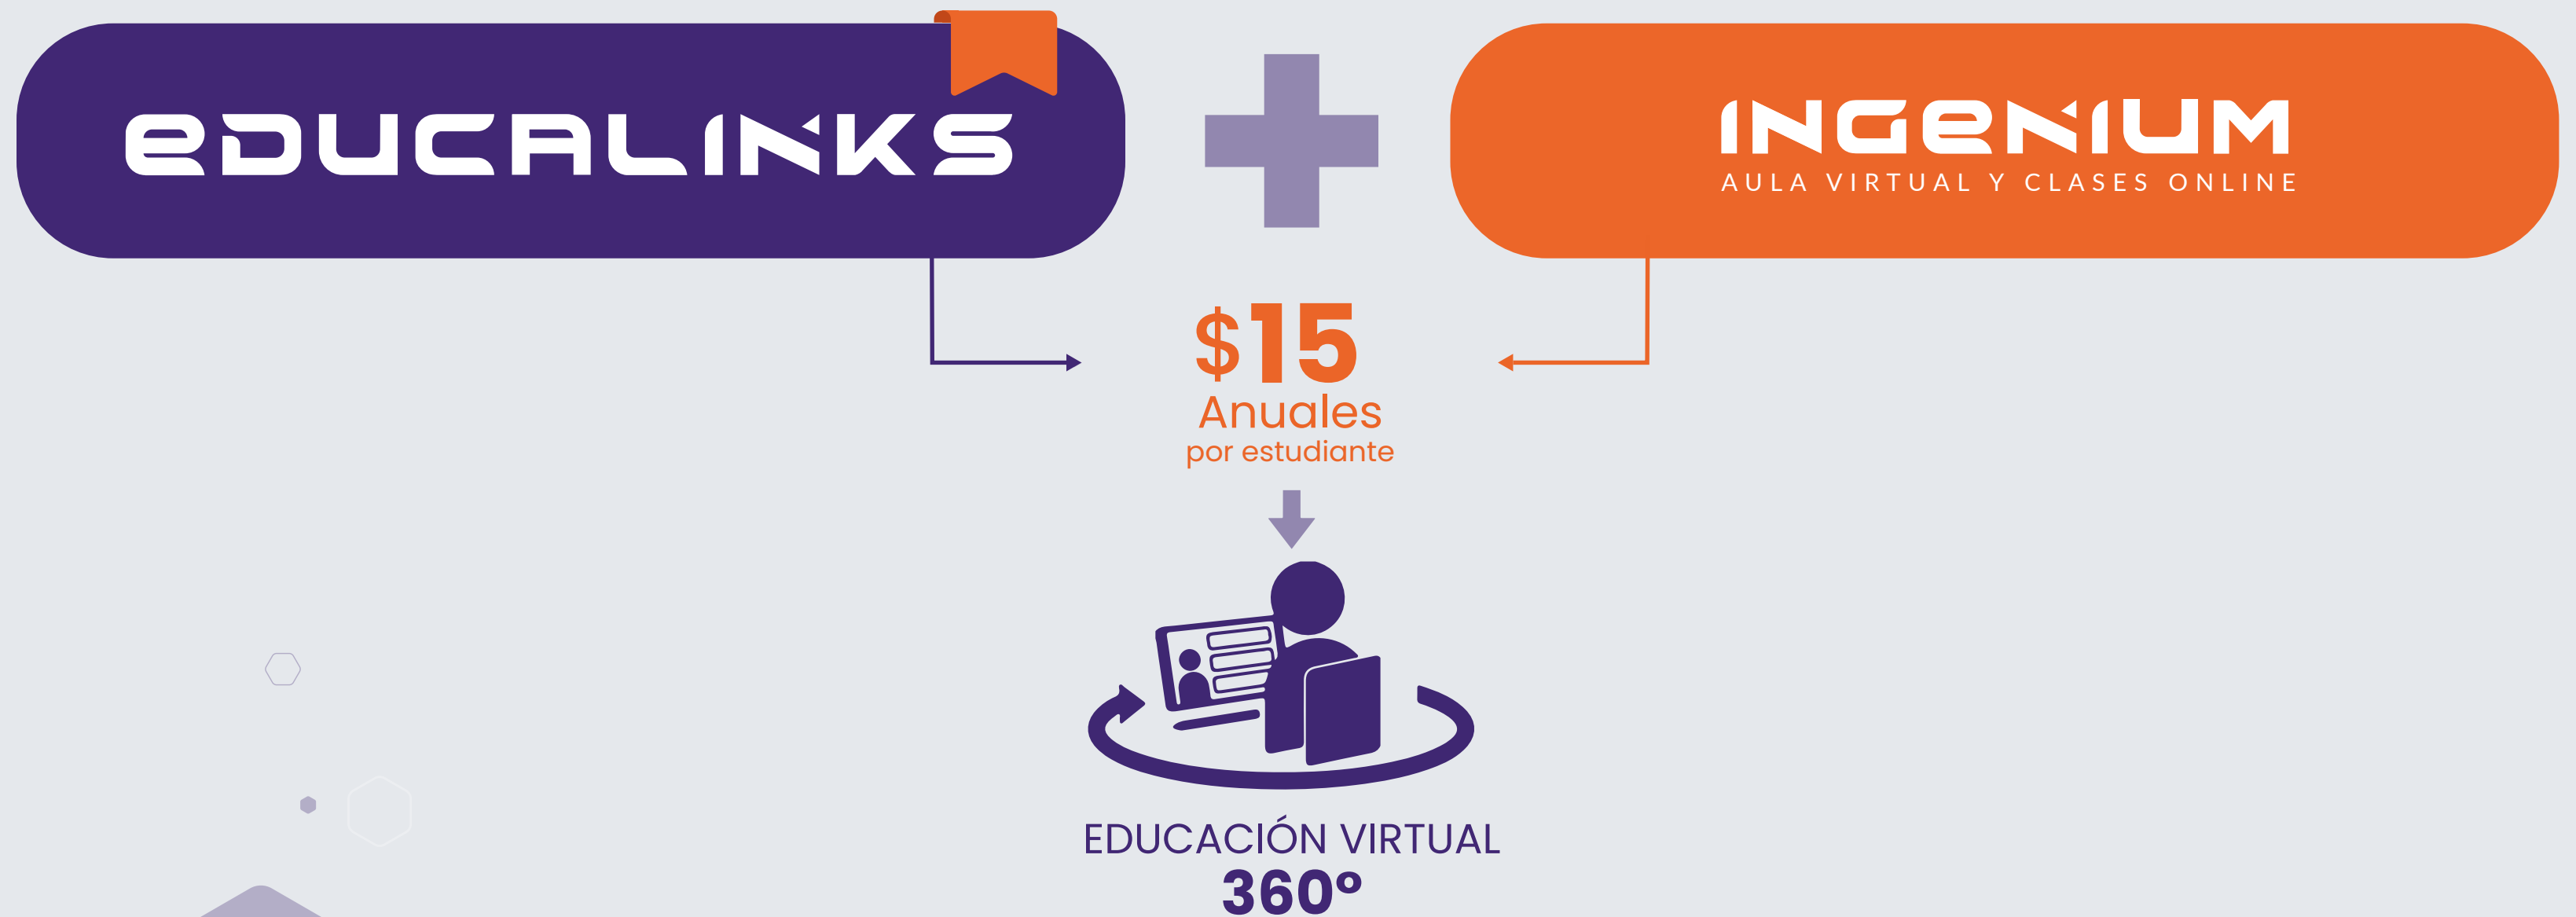 eDUCALINKS
INGeNIUM
AULA VIRTUAL Y CLASES ONLINE
$15
Anuales
por estudiante
EDUCACIÓN VIRTUAL
360º